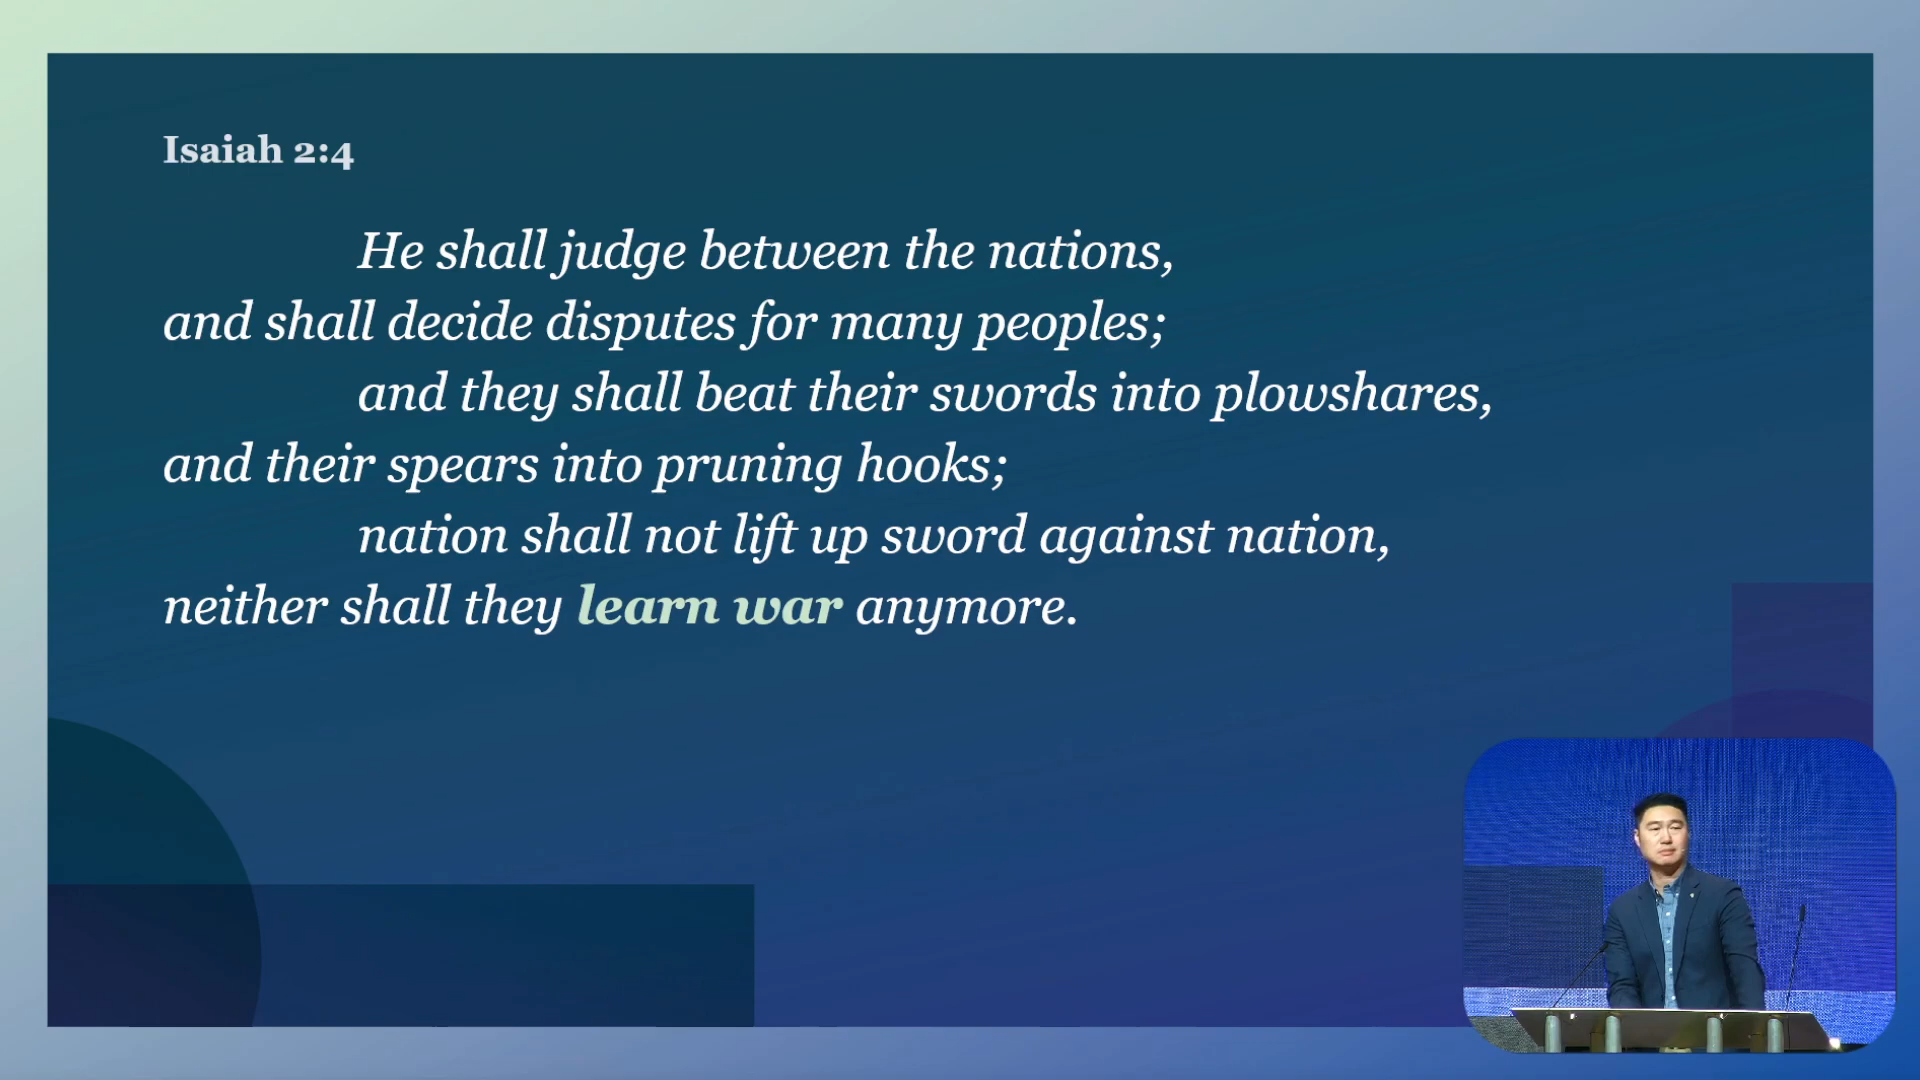 Isaiah 2:4
He shall judge between the nations,
and shall decide disputes for many peoples;
and they shall beat their swords into plowshares,
and their spears into pruning hooks;
nation shall not lift up sword against nation,
neither shall they learn war anymore.